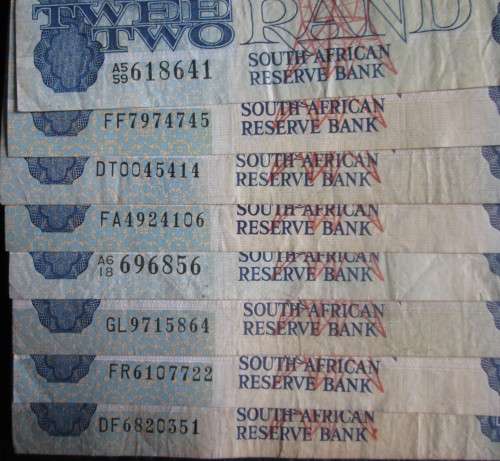 TWEE RAND
TWO
A5/59 618641 SOUTH AFRICAN
RESERVE BANK
FF7974745 SOUTH AFRICAN
RESERVE BANK
DT0045414 SOUTH AFRICAN
RESERVE BANK
FA4924106 SOUTH AFRICAN
RESERVE BANK
A6/18 696856 SOUTH AFRICAN
RESERVE BANK
GL9715864 SOUTH AFRICAN
RESERVE BANK
FR6107722 SOUTH AFRICAN
RESERVE BANK
DF6820351 SOUTH AFRICAN
RESERVE BANK